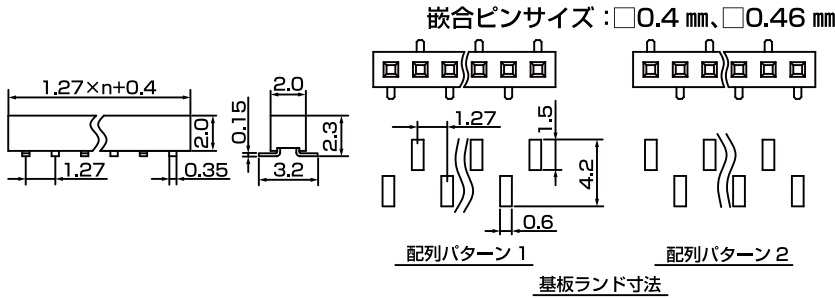 嵌合ピンサイズ：□0.4 mm、□0.46 mm
1.27×n+0.4
2.0
1.27
0.35
2.0
0.15
2.3
3.2
1.27
1.5
4.2
0.6
配列パターン 1
配列パターン 2
基板ランド寸法